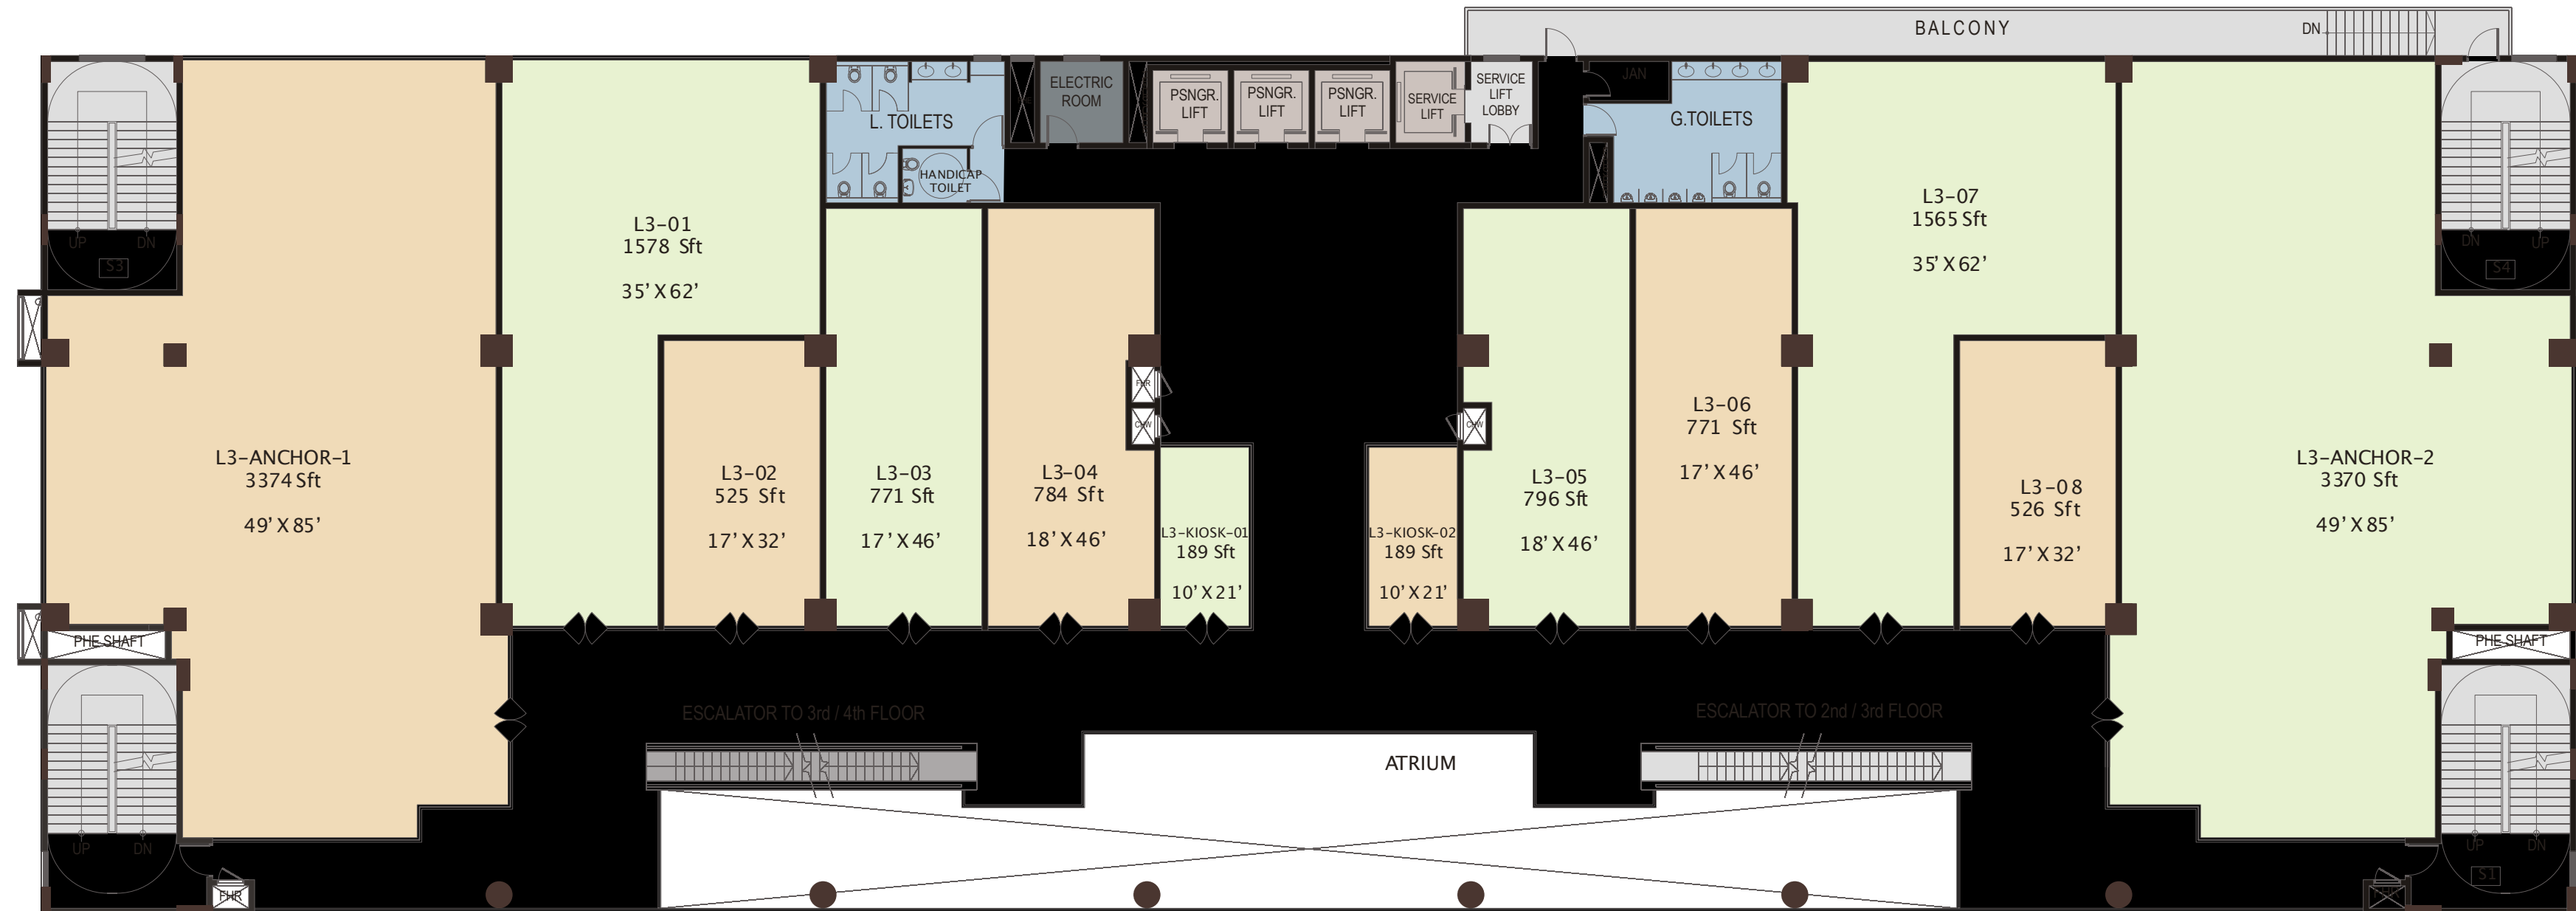 BALCONY
DN
ELECTRIC
ROOM
PSNGR.
LIFT
PSNGR.
LIFT
PSNGR.
LIFT
SERVICE
LIFT
SERVICE
LIFT
LOBBY
JAN
L. TOILETS
G.TOILETS
HANDICAP
TOILET
UP
DN
S3
DN
UP
S4
L3-01
1578 Sft
35' X 62'
L3-07
1565 Sft
35' X 62'
FHR
CHW
CHW
L3-ANCHOR-1
3374 Sft
49' X 85'
L3-02
525 Sft
17' X 32'
L3-03
771 Sft
17' X 46'
L3-04
784 Sft
18' X 46'
L3-KIOSK-01
189 Sft
10' X 21'
L3-KIOSK-02
189 Sft
10' X 21'
L3-05
796 Sft
18' X 46'
L3-06
771 Sft
17' X 46'
L3-08
526 Sft
17' X 32'
L3-ANCHOR-2
3370 Sft
49' X 85'
PHE SHAFT
PHE SHAFT
ESCALATOR TO 3rd / 4th FLOOR
ESCALATOR TO 2nd / 3rd FLOOR
ATRIUM
UP
DN
UP
DN
S1
FHR